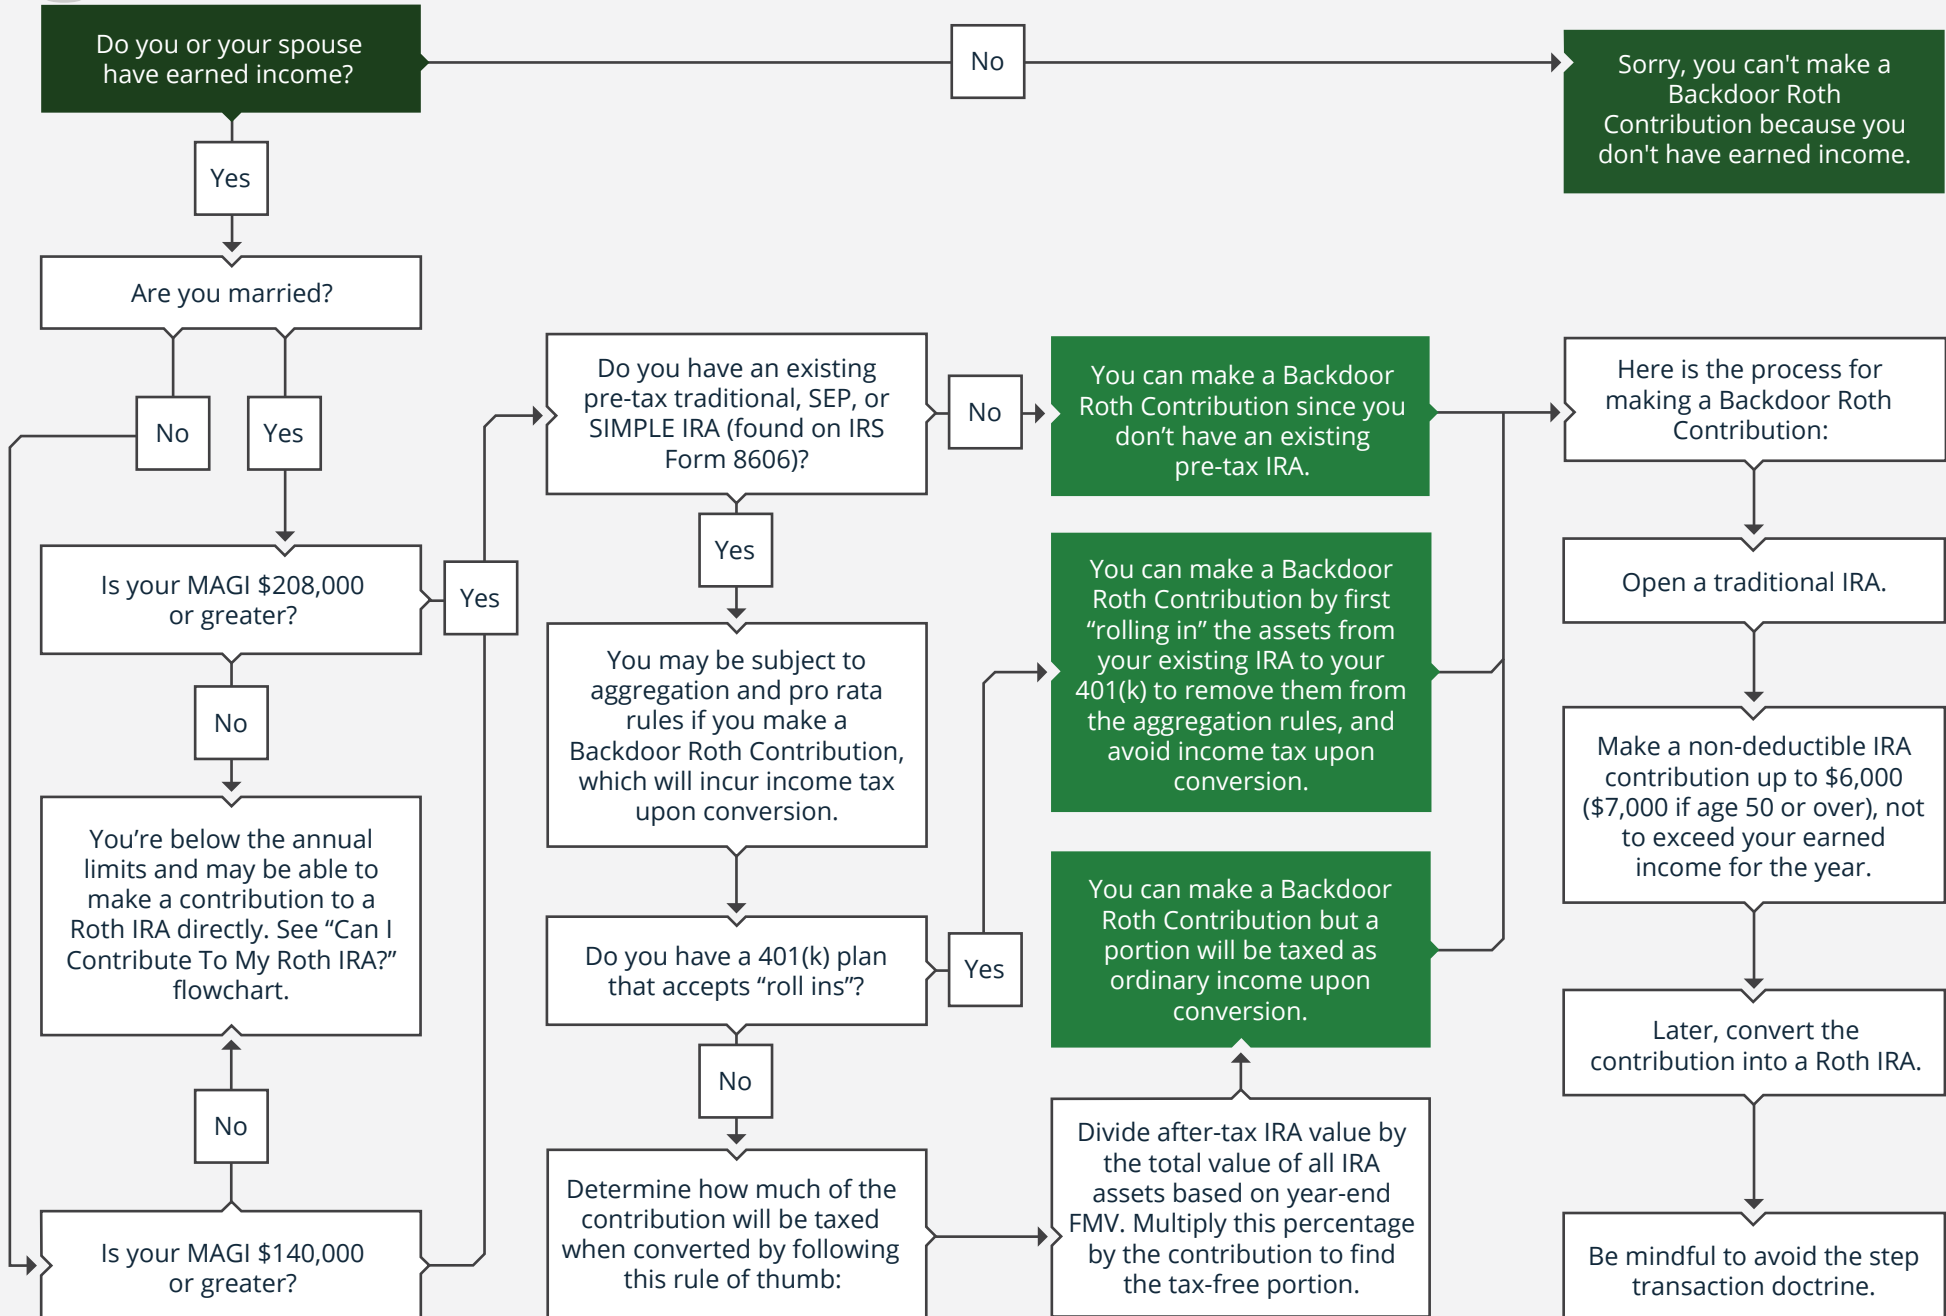 Do you or your spouse
have earned income?
No
Sorry, you can't make a
Backdoor Roth
Contribution because you
don't have earned income.
Yes
Are you married?
No
Yes
Is your MAGI $208,000
or greater?
Yes
No
You’re below the annual
limits and may be able to
make a contribution to a
Roth IRA directly. See “Can I
Contribute To My Roth IRA?”
flowchart.
No
Is your MAGI $140,000
or greater?
Do you have an existing
pre-tax traditional, SEP, or
SIMPLE IRA (found on IRS
Form 8606)?
No
Yes
You may be subject to
aggregation and pro rata
rules if you make a
Backdoor Roth Contribution,
which will incur income tax
upon conversion.
Do you have a 401(k) plan
that accepts “roll ins”?
Yes
No
Determine how much of the
contribution will be taxed
when converted by following
this rule of thumb:
You can make a Backdoor
Roth Contribution since you
don’t have an existing
pre-tax IRA.
You can make a Backdoor
Roth Contribution by first
“rolling in” the assets from
your existing IRA to your
401(k) to remove them from
the aggregation rules, and
avoid income tax upon
conversion.
You can make a Backdoor
Roth Contribution but a
portion will be taxed as
ordinary income upon
conversion.
Divide after-tax IRA value by
the total value of all IRA
assets based on year-end
FMV. Multiply this percentage
by the contribution to find
the tax-free portion.
Here is the process for
making a Backdoor Roth
Contribution:
Open a traditional IRA.
Make a non-deductible IRA
contribution up to $6,000
($7,000 if age 50 or over), not
to exceed your earned
income for the year.
Later, convert the
contribution into a Roth IRA.
Be mindful to avoid the step
transaction doctrine.